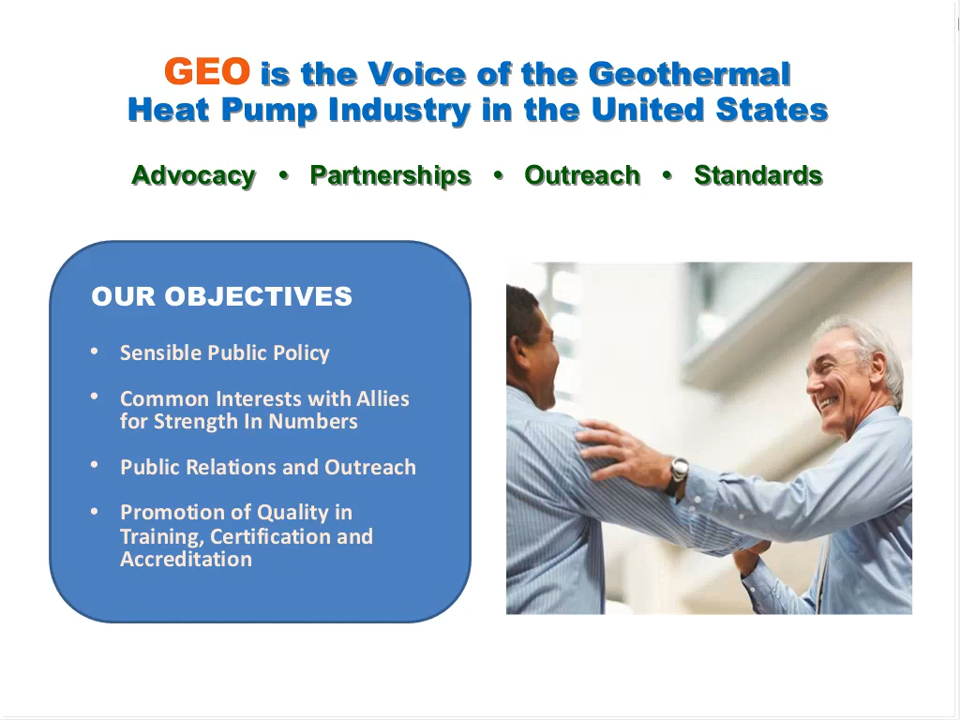 GEO is the Voice of the Geothermal
Heat Pump Industry in the United States
Advocacy • Partnerships • Outreach • Standards
OUR OBJECTIVES
• Sensible Public Policy
• Common Interests with Allies
for Strength In Numbers
• Public Relations and Outreach
• Promotion of Quality in
Training, Certification and
Accreditation